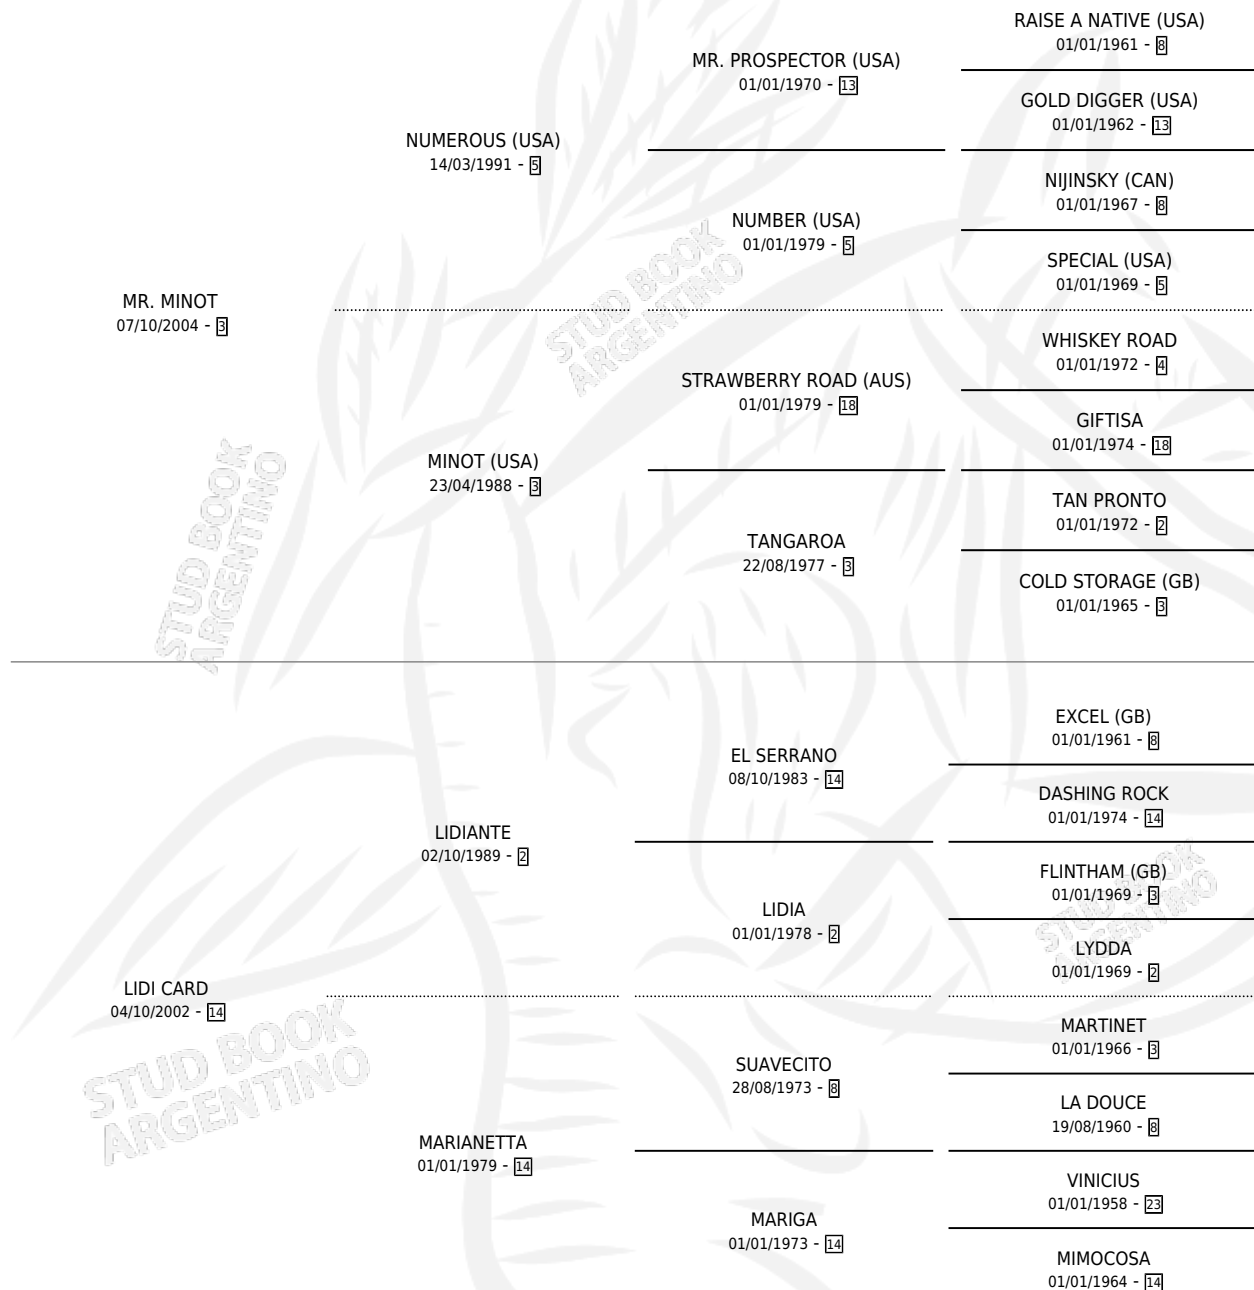 RAISE A NATIVE (USA)
01/01/1961 - 8
MR. PROSPECTOR (USA)
01/01/1970 - 13
GOLD DIGGER (USA)
01/01/1962 - 13
NUMEROUS (USA)
14/03/1991 - 5
NIJINSKY (CAN)
01/01/1967 - 8
NUMBER (USA)
01/01/1979 - 5
SPECIAL (USA)
01/01/1969 - 5
MR. MINOT
07/10/2004 - 3
STUD BOOK
ARGENTINO
WHISKEY ROAD
01/01/1972 - 4
STRAWBERRY ROAD (AUS)
01/01/1979 - 18
GIFTISA
01/01/1974 - 18
MINOT (USA)
23/04/1988 - 3
TAN PRONTO
01/01/1972 - 2
TANGAROA
22/08/1977 - 3
COLD STORAGE (GB)
01/01/1965 - 3
STUD BOOK
ARGENTINO
EXCEL (GB)
01/01/1961 - 8
EL SERRANO
08/10/1983 - 14
DASHING ROCK
01/01/1974 - 14
LIDIANTE
02/10/1989 - 2
FLINTHAM (GB)
01/01/1969 - 3
LIDIA
01/01/1978 - 2
LYDDA
01/01/1969 - 2
STUD BOOK
ARGENTINO
LIDI CARD
04/10/2002 - 14
MARTINET
01/01/1966 - 3
SUAVECITO
28/08/1973 - 8
LA DOUCE
19/08/1960 - 8
STUD BOOK
ARGENTINO
MARIANETTA
01/01/1979 - 14
VINICIUS
01/01/1958 - 23
MARIGA
01/01/1973 - 14
MIMOCOSA
01/01/1964 - 14